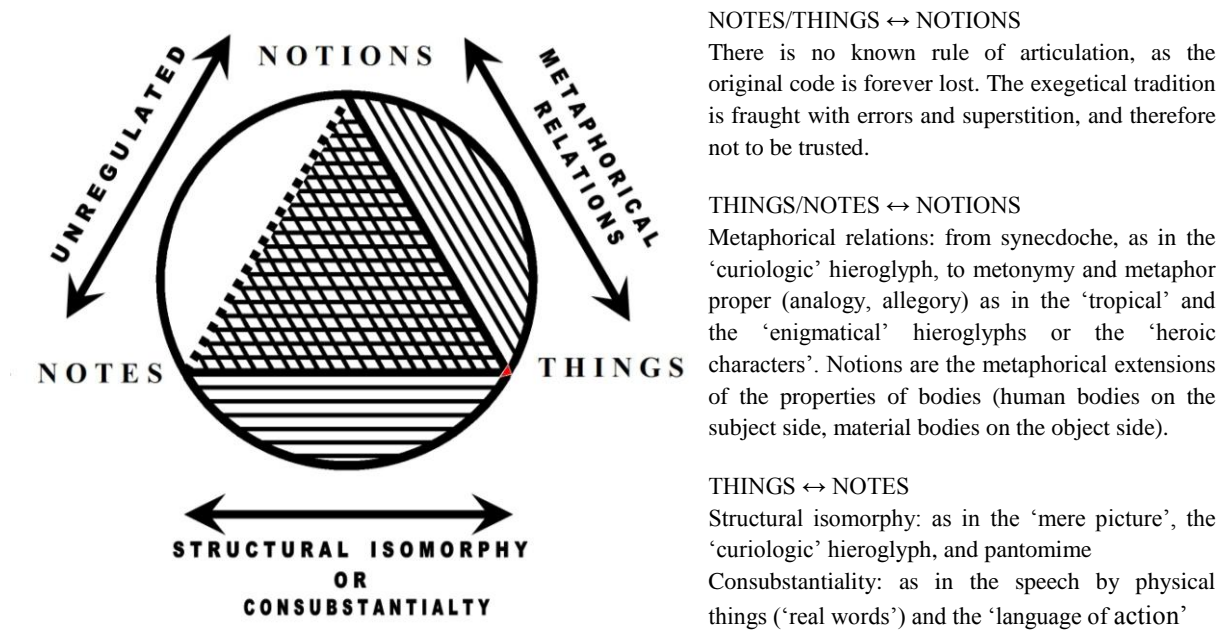 NOTIONS
UNREGULATED
METAPHORICAL
RELATIONS
NOTES
THINGS
STRUCTURAL ISOMORPHY
OR
CONSUBSTANTIALTY
NOTES/THINGS ↔ NOTIONS
There is no known rule of articulation, as the
original code is forever lost. The exegetical tradition
is fraught with errors and superstition, and therefore
not to be trusted.
THINGS/NOTES ↔ NOTIONS
Metaphorical relations: from synecdoche, as in the
‘curiologic’ hieroglyph, to metonymy and metaphor
proper (analogy, allegory) as in the ‘tropical’ and
the ‘enigmatical’ hieroglyphs or the ‘heroic
characters’. Notions are the metaphorical extensions
of the properties of bodies (human bodies on the
subject side, material bodies on the object side).
THINGS ↔ NOTES
Structural isomorphy: as in the ‘mere picture’, the
‘curiologic’ hieroglyph, and pantomime
Consubstantiality: as in the speech by physical
things (‘real words’) and the ‘language of action’